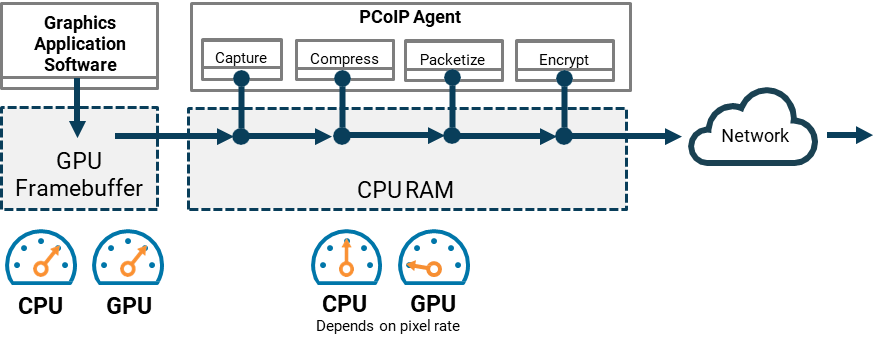 Graphics
Application
Software
PCoIP Agent
Capture
Compress
Packetize
Encrypt
GPU
Framebuffer
CPU RAM
Network
CPU
GPU
CPU
GPU
Depends on pixel rate